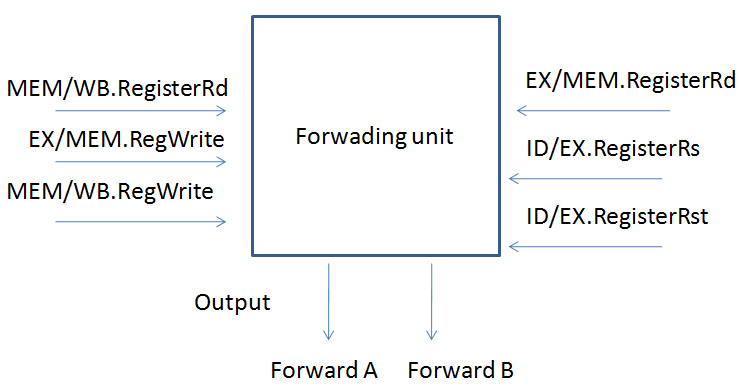 MEM/WB.RegisterRd
EX/MEM.RegWrite
MEM/WB.RegWrite
Forwading unit
EX/MEM.RegisterRd
ID/EX.RegisterRs
ID/EX.RegisterRst
Output
Forward A
Forward B